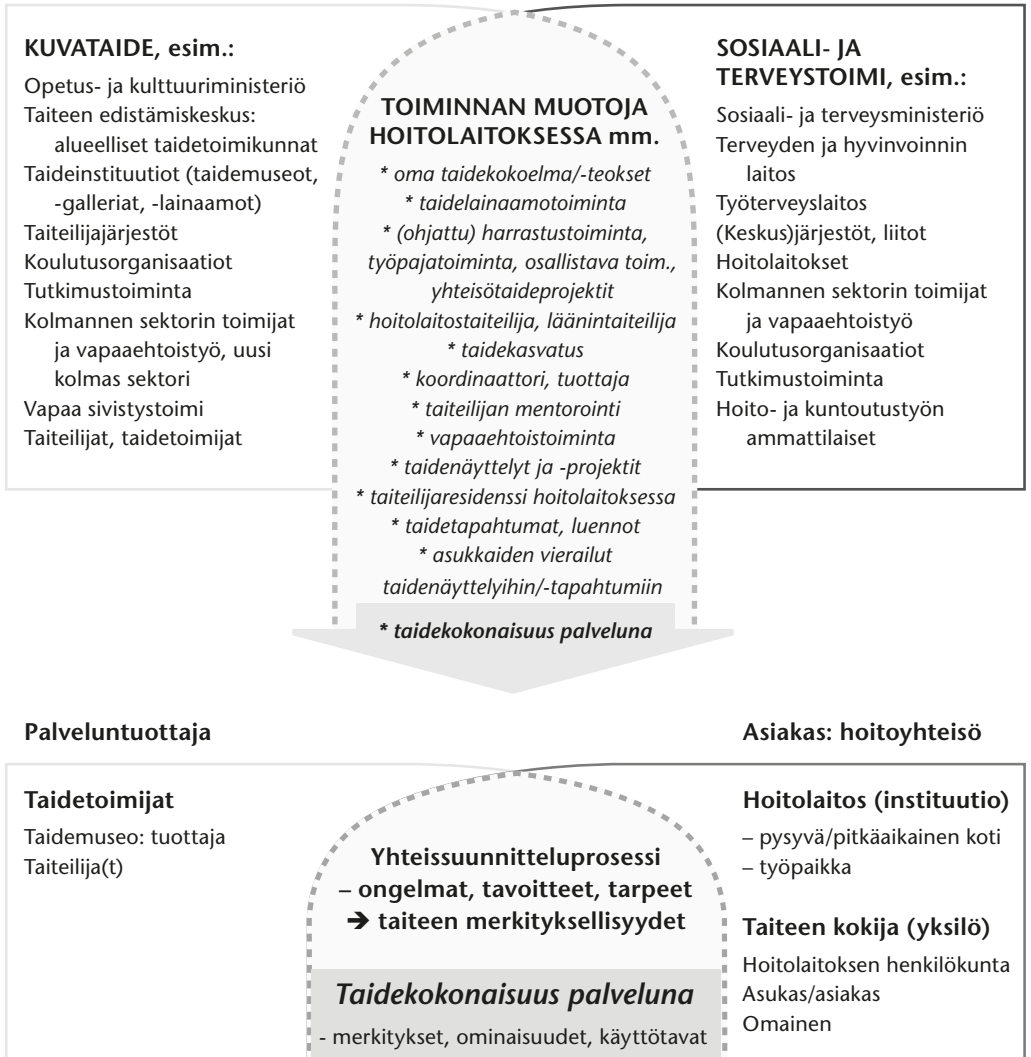 KUVATAIDE, esim.:
Opetus- ja kulttuuriministeriö
Taiteen edistämiskeskus:
alueelliset taidetoimikunnat
Taideinstituutiot (taidemuseot,
-galleriat, -lainaamot)
Taiteilijajärjestöt
Koulutusorganisaatiot
Tutkimustoiminta
Kolmannen sektorin toimijat
ja vapaaehtoistyö, uusi
kolmas sektori
Vapaa sivistystoimi
Taiteilijat, taidetoimijat
TOIMINNAN MUOTOJA
HOITOLAITOKSESSA mm.
* oma taidekokoelma/-teokset
* taidelainaamotoiminta
* (ohjattu) harrastustoiminta,
työpajatoiminta, osallistava toim.,
yhteisötaideprojektit
* hoitolaitostaiteilija, läänintaiteilija
* taidekasvatus
* koordinaattori, tuottaja
* taiteilijan mentorointi
* vapaaehtoistoiminta
* taidenäyttelyt ja -projektit
* taiteilijaresidenssi hoitolaitoksessa
* taidetapahtumat, luennot
* asukkaiden vierailut
taidenäyttelyihin/-tapahtumiin
* taidekokonaisuus palveluna
SOSIAALI- JA
TERVEYSTOIMI, esim.:
Sosiaali- ja terveysministeriö
Terveyden ja hyvinvoinnin
laitos
Työterveyslaitos
(Keskus)järjestöt, liitot
Hoitolaitokset
Kolmannen sektorin toimijat
ja vapaaehtoistyö
Koulutusorganisaatiot
Tutkimustoiminta
Hoito- ja kuntoutustyön
ammattilaiset
Palveluntuottaja
Asiakas: hoitoyhteisö
Taidetoimijat
Taidemuseo: tuottaja
Taiteilija(t)
Yhteissuunnitteluprosessi
– ongelmat, tavoitteet, tarpeet
➔ taiteen merkityksellisyydet
Taidekokonaisuus palveluna
- merkitykset, ominaisuudet, käyttötavat
Hoitolaitos (instituutio)
– pysyvä/pitkäaikainen koti
– työpaikka
Taiteen kokija (yksilö)
Hoitolaitoksen henkilökunta
Asukas/asiakas
Omainen